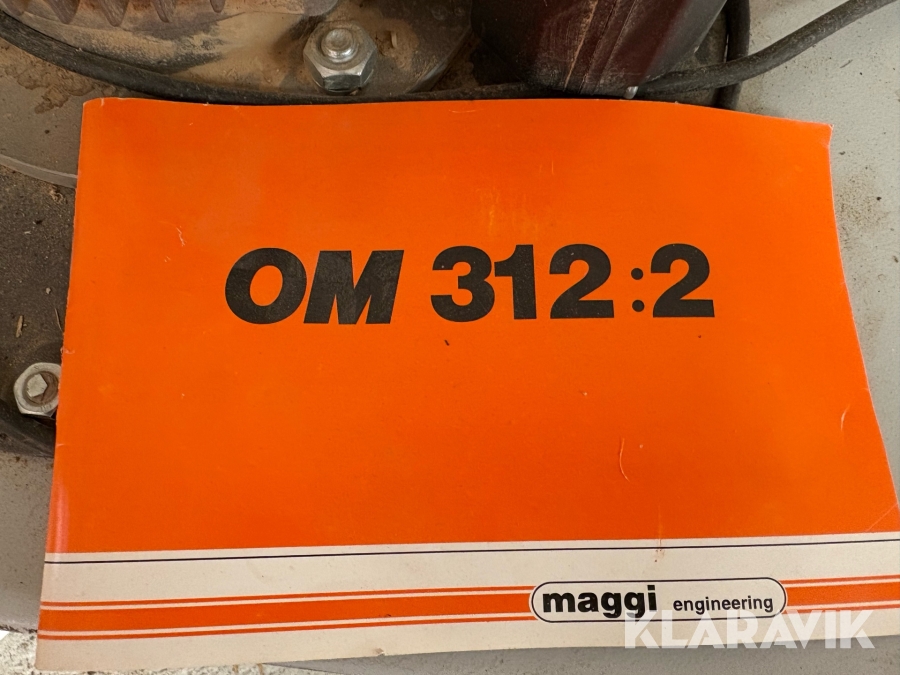 OM 312:2
maggi engineering
KLARAVIK